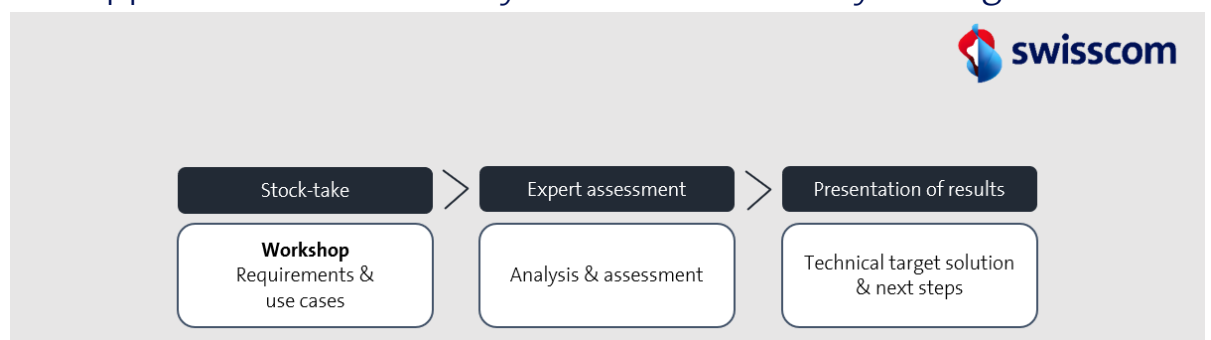 swisscom
Stock-take
Expert assessment
Presentation of results
Workshop
Requirements &
use cases
Analysis & assessment
Technical target solution
& next steps